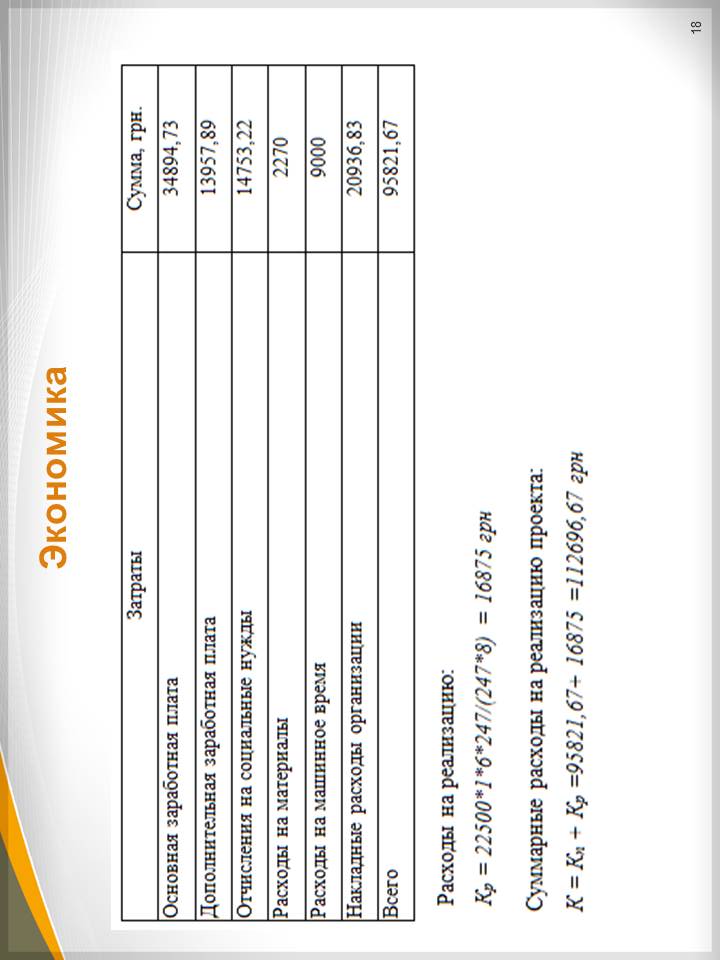 Экономика
Затраты Сумма, грн.
Основная заработная плата 34894,73
Дополнительная заработная плата 13957,89
Отчисления на социальные нужды 14753,22
Расходы на материалы 2270
Расходы на машинное время 9000
Накладные расходы организации 20936,83
Всего 95821,67
Расходы на реализацию:
Kр = 22500*1*6*247/(247*8) = 16875 грн
Суммарные расходы на реализацию проекта:
K = Kп + Kр =95821,67+ 16875 =112696,67 грн
18